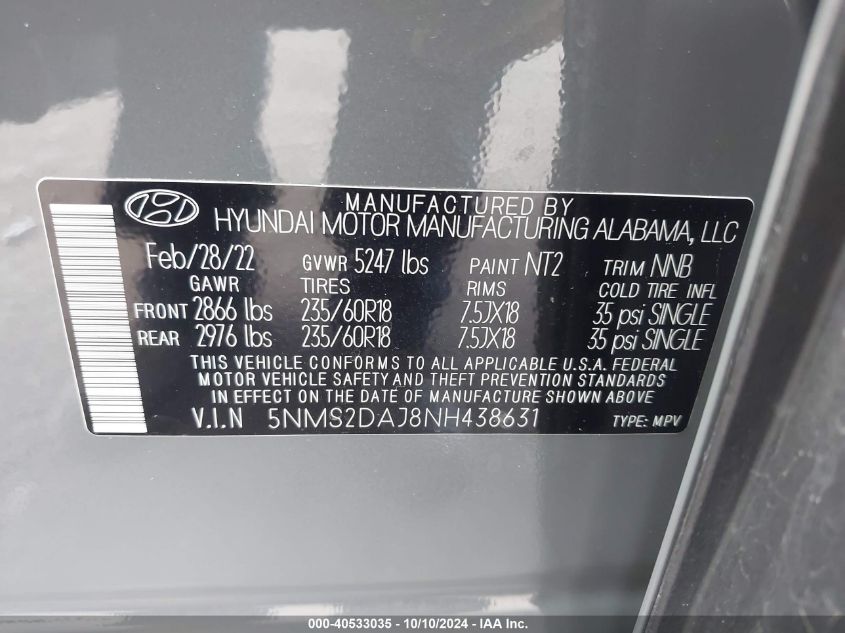 MANUFACTURED BY
HYUNDAI MOTOR MANUFACTURING ALABAMA, LLC
Feb/28/22 GVWR 5247 lbs PAINT NT2 TRIM NNB
GAWR TIRES RIMS COLD TIRE INFL
FRONT 2866 lbs 235/60R18 7.5JX18 35 psi SINGLE
REAR 2976 lbs 235/60R18 7.5JX18 35 psi SINGLE
THIS VEHICLE CONFORMS TO ALL APPLICABLE U.S.A. FEDERAL
MOTOR VEHICLE SAFETY AND THEFT PREVENTION STANDARDS
IN EFFECT ON THE DATE OF MANUFACTURE SHOWN ABOVE
V.I.N 5NMS2DAJ8NH438631 TYPE: MPV
000-40533035 - 10/10/2024 - IAA Inc.